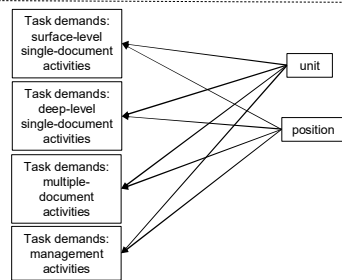 Task demands:
surface-level
single-document
activities
Task demands:
deep-level
single-document
activities
Task demands:
multiple-
document
activities
Task demands:
management
activities
unit
position